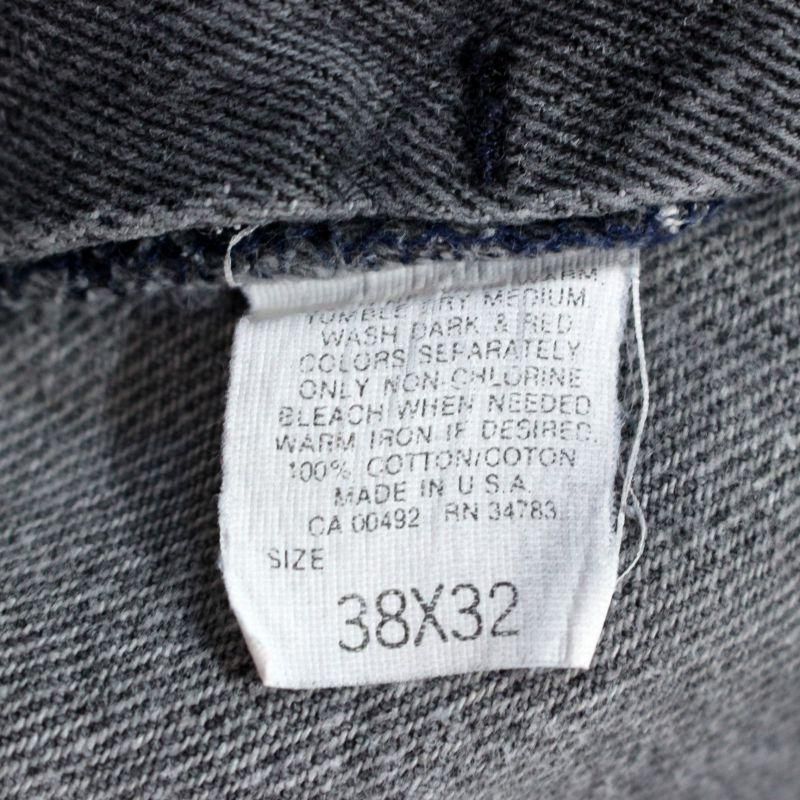 WARM
TUMBLE DRY MEDIUM
WASH DARK & RED
COLORS SEPARATELY
ONLY NON-CHLORINE
BLEACH WHEN NEEDED
WARM IRON IF DESIRED.
100% COTTON/COTON
MADE IN U.S.A.
CA 00492 RN 34783
SIZE
38X32